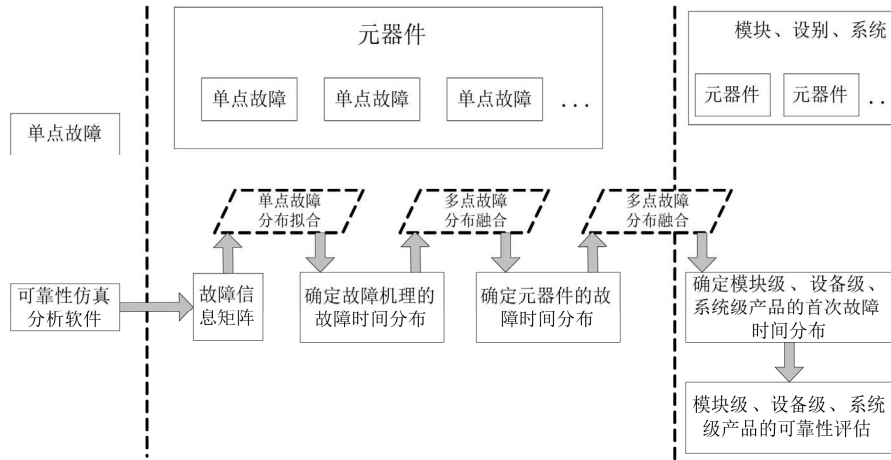 元器件
单点故障
单点故障
单点故障
...
模块、设别、系统
元器件
元器件
...
单点故障
单点故障
分布拟合
多点故障
分布融合
多点故障
分布融合
可靠性仿真
分析软件
故障信
息矩阵
确定故障机理的
故障时间分布
确定元器件的故
障时间分布
确定模块级、设备级、
系统级产品的首次故障
时间分布
模块级、设备级、系统
级产品的可靠性评估